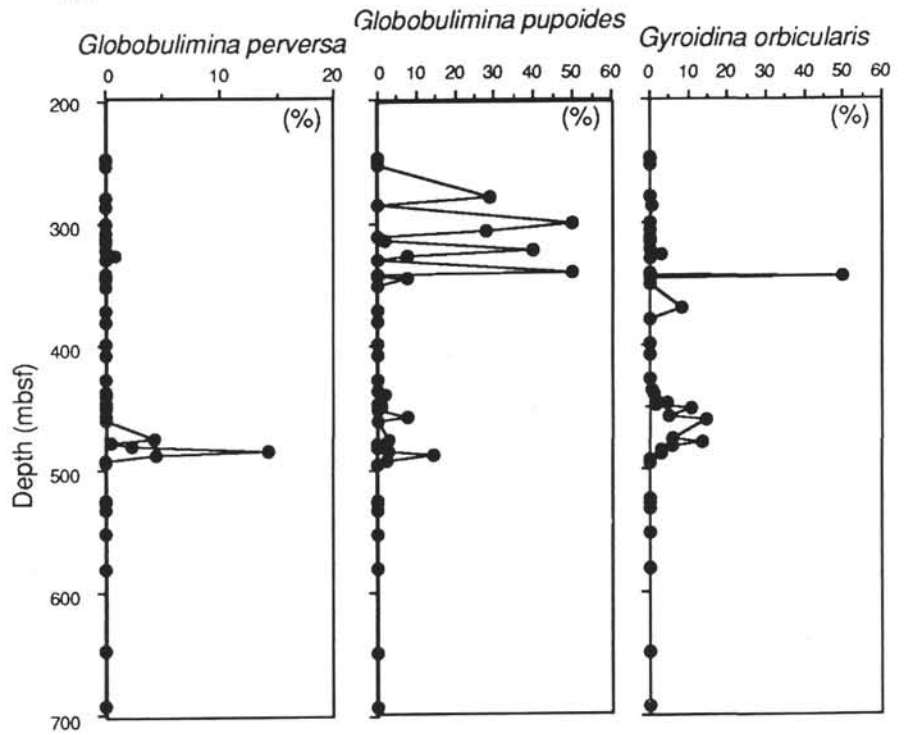 Globobulimina perversa
Globobulimina pupoides
Gyroidina orbicularis
0 10 20
0 10 20 30 40 50 60
0 10 20 30 40 50 60
(%)
(%)
(%)
Depth (mbsf)
200
300
400
500
600
700